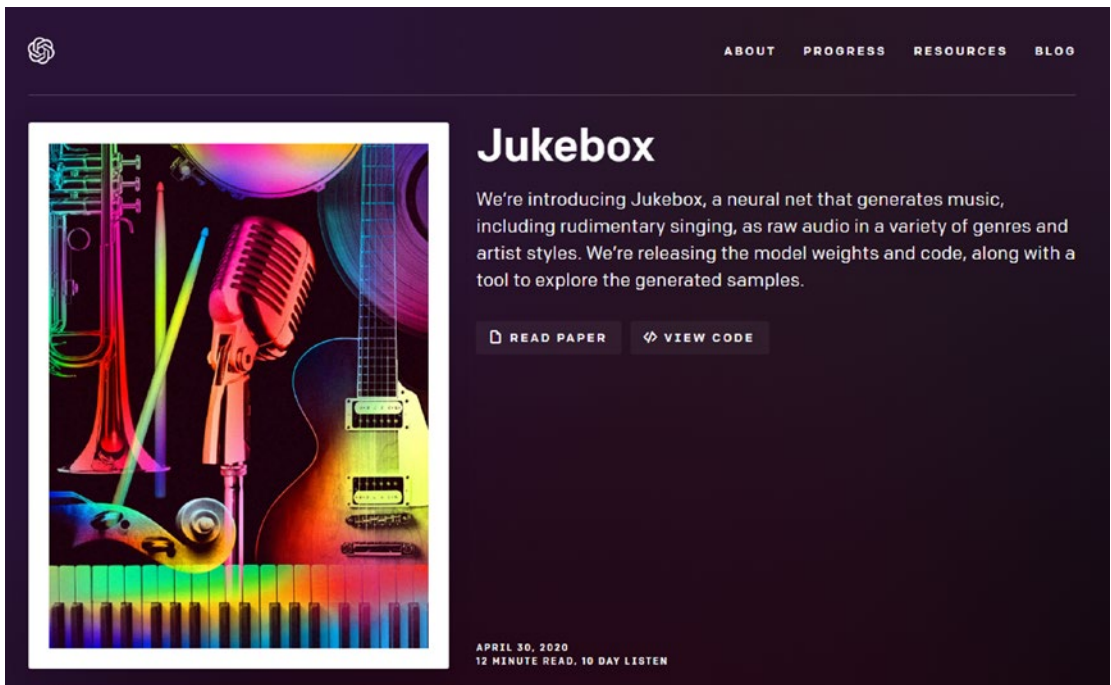 ABOUT PROGRESS RESOURCES BLOG
Jukebox
We’re introducing Jukebox, a neural net that generates music,
including rudimentary singing, as raw audio in a variety of genres and
artist styles. We’re releasing the model weights and code, along with a
tool to explore the generated samples.
READ PAPER VIEW CODE
APRIL 30, 2020
12 MINUTE READ, 10 DAY LISTEN